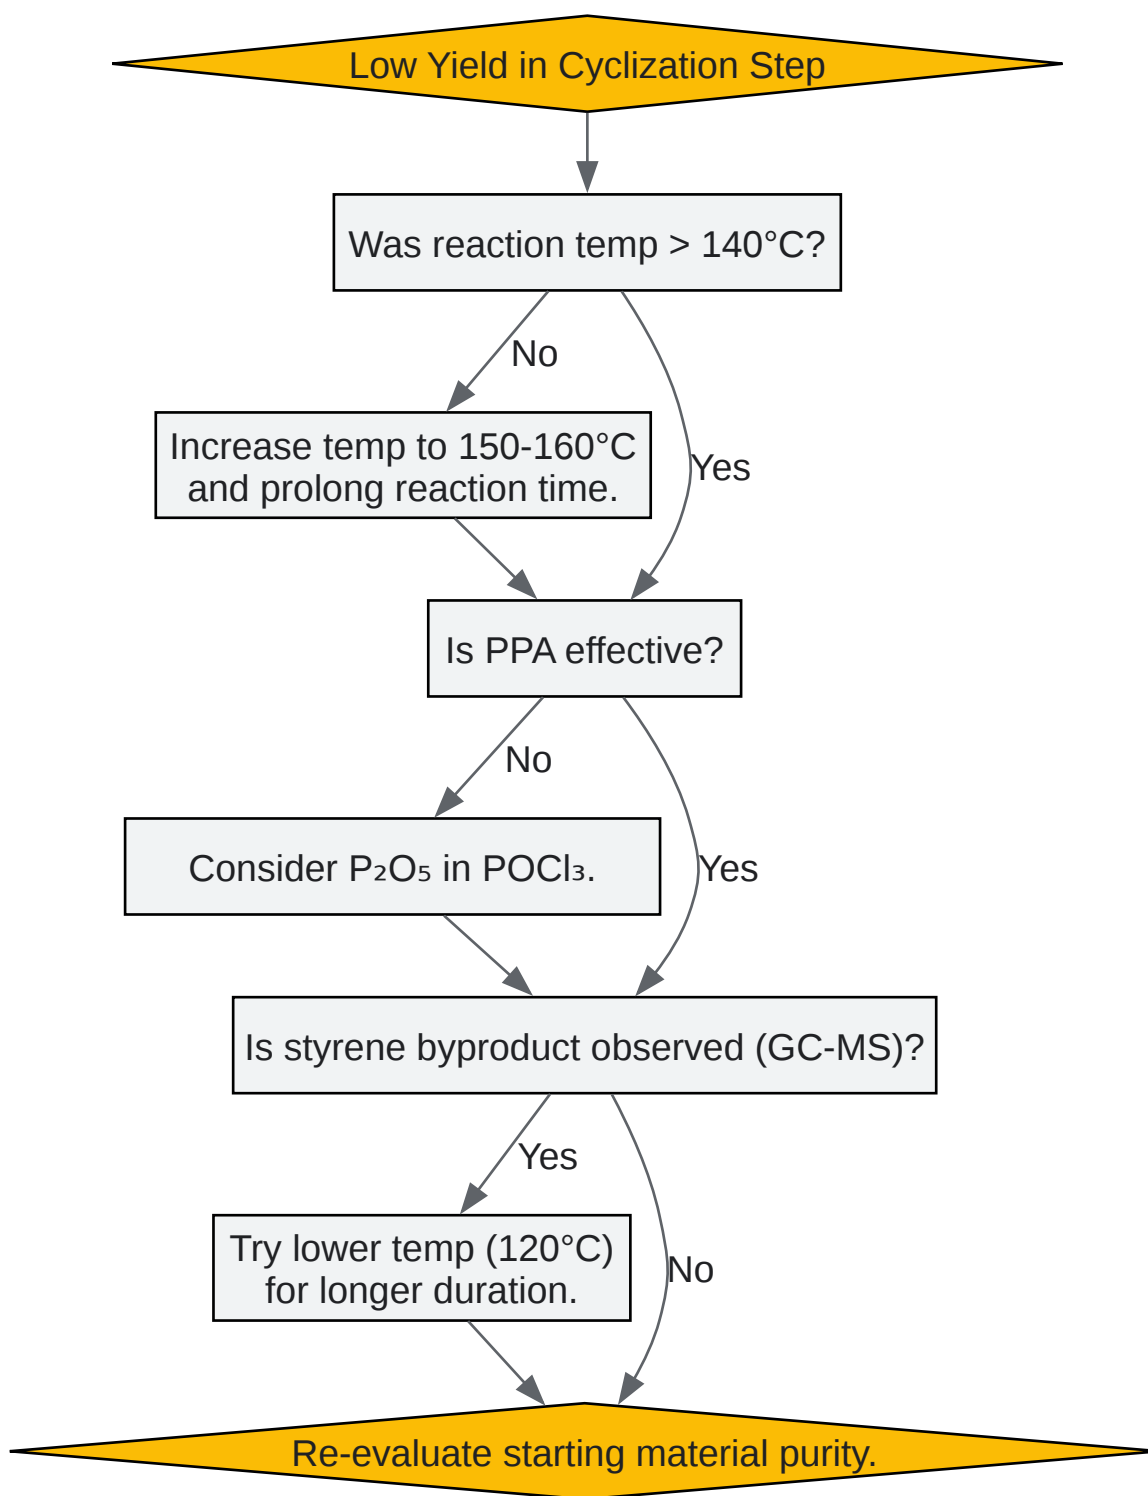 Low Yield in Cyclization Step
Was reaction temp > 140°C?
No
Increase temp to 150-160°C
and prolong reaction time.
Yes
Is PPA effective?
No
Consider P₂O₅ in POCl₃.
Yes
Is styrene byproduct observed (GC-MS)?
Yes
Try lower temp (120°C)
for longer duration.
No
Re-evaluate starting material purity.